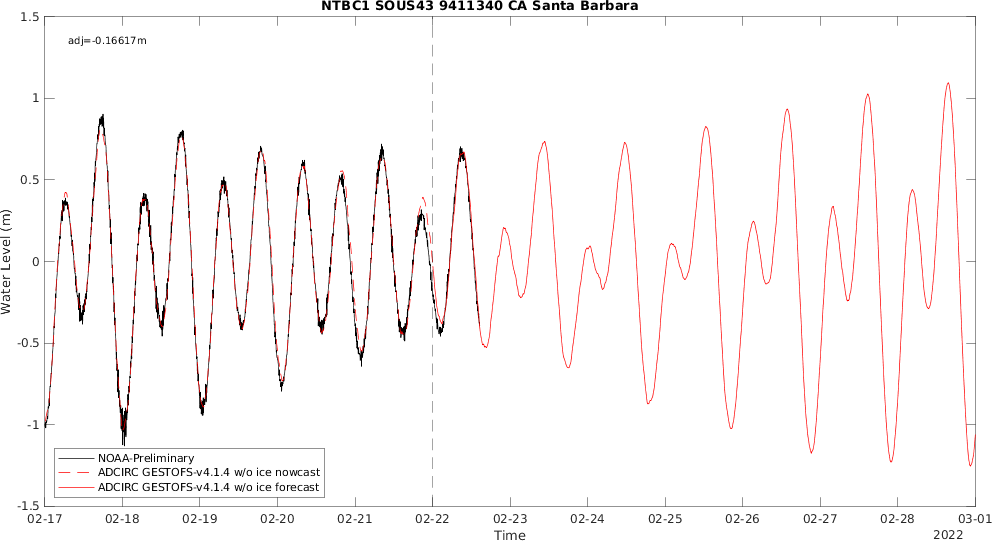 NTBC1 SOUS43 9411340 CA Santa Barbara
adj=-0.16617m
1.5
1
0.5
0
-0.5
-1
-1.5
Water Level (m)
NOAA-Preliminary
ADCIRC GESTOFS-v4.1.4 w/o ice nowcast
ADCIRC GESTOFS-v4.1.4 w/o ice forecast
02-17 02-18 02-19 02-20 02-21 02-22 02-23 02-24 02-25 02-26 02-27 02-28 03-01
Time
2022